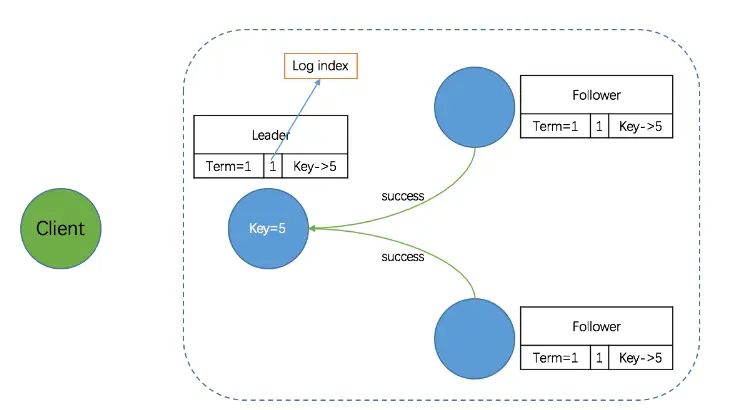 Log index
Leader
Term=1 1 Key->5
Client
Key=5
success
success
Follower
Term=1 1 Key->5
Follower
Term=1 1 Key->5